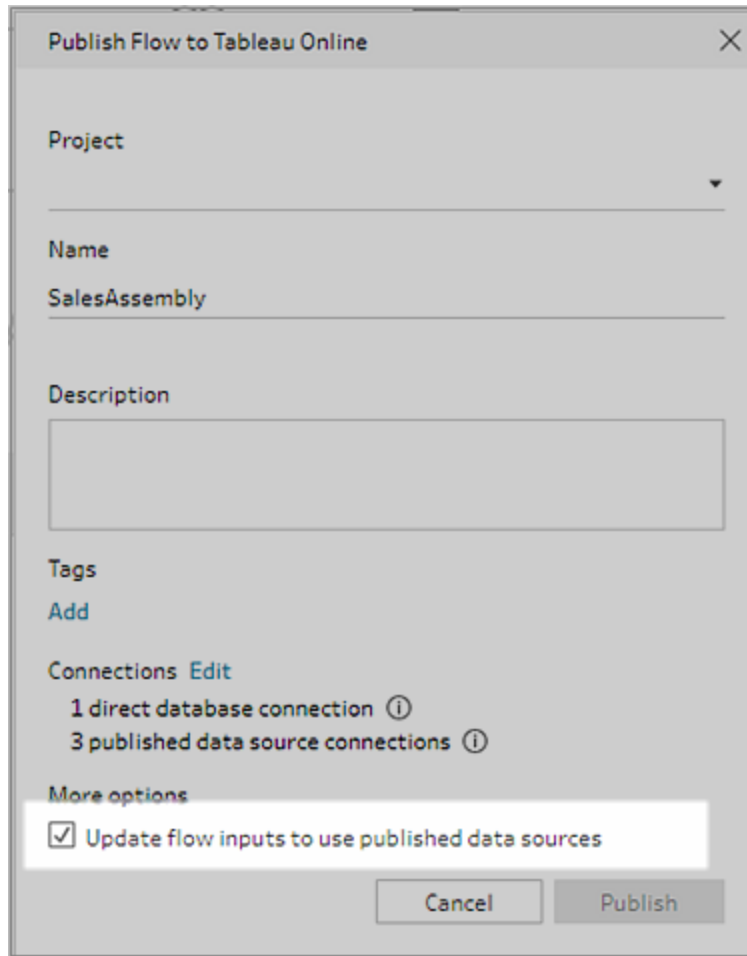 Publish Flow to Tableau Online
Project
Name
SalesAssembly
Description
Tags
Add
Connections Edit
1 direct database connection
3 published data source connections
More options
Update flow inputs to use published data sources
Cancel Publish